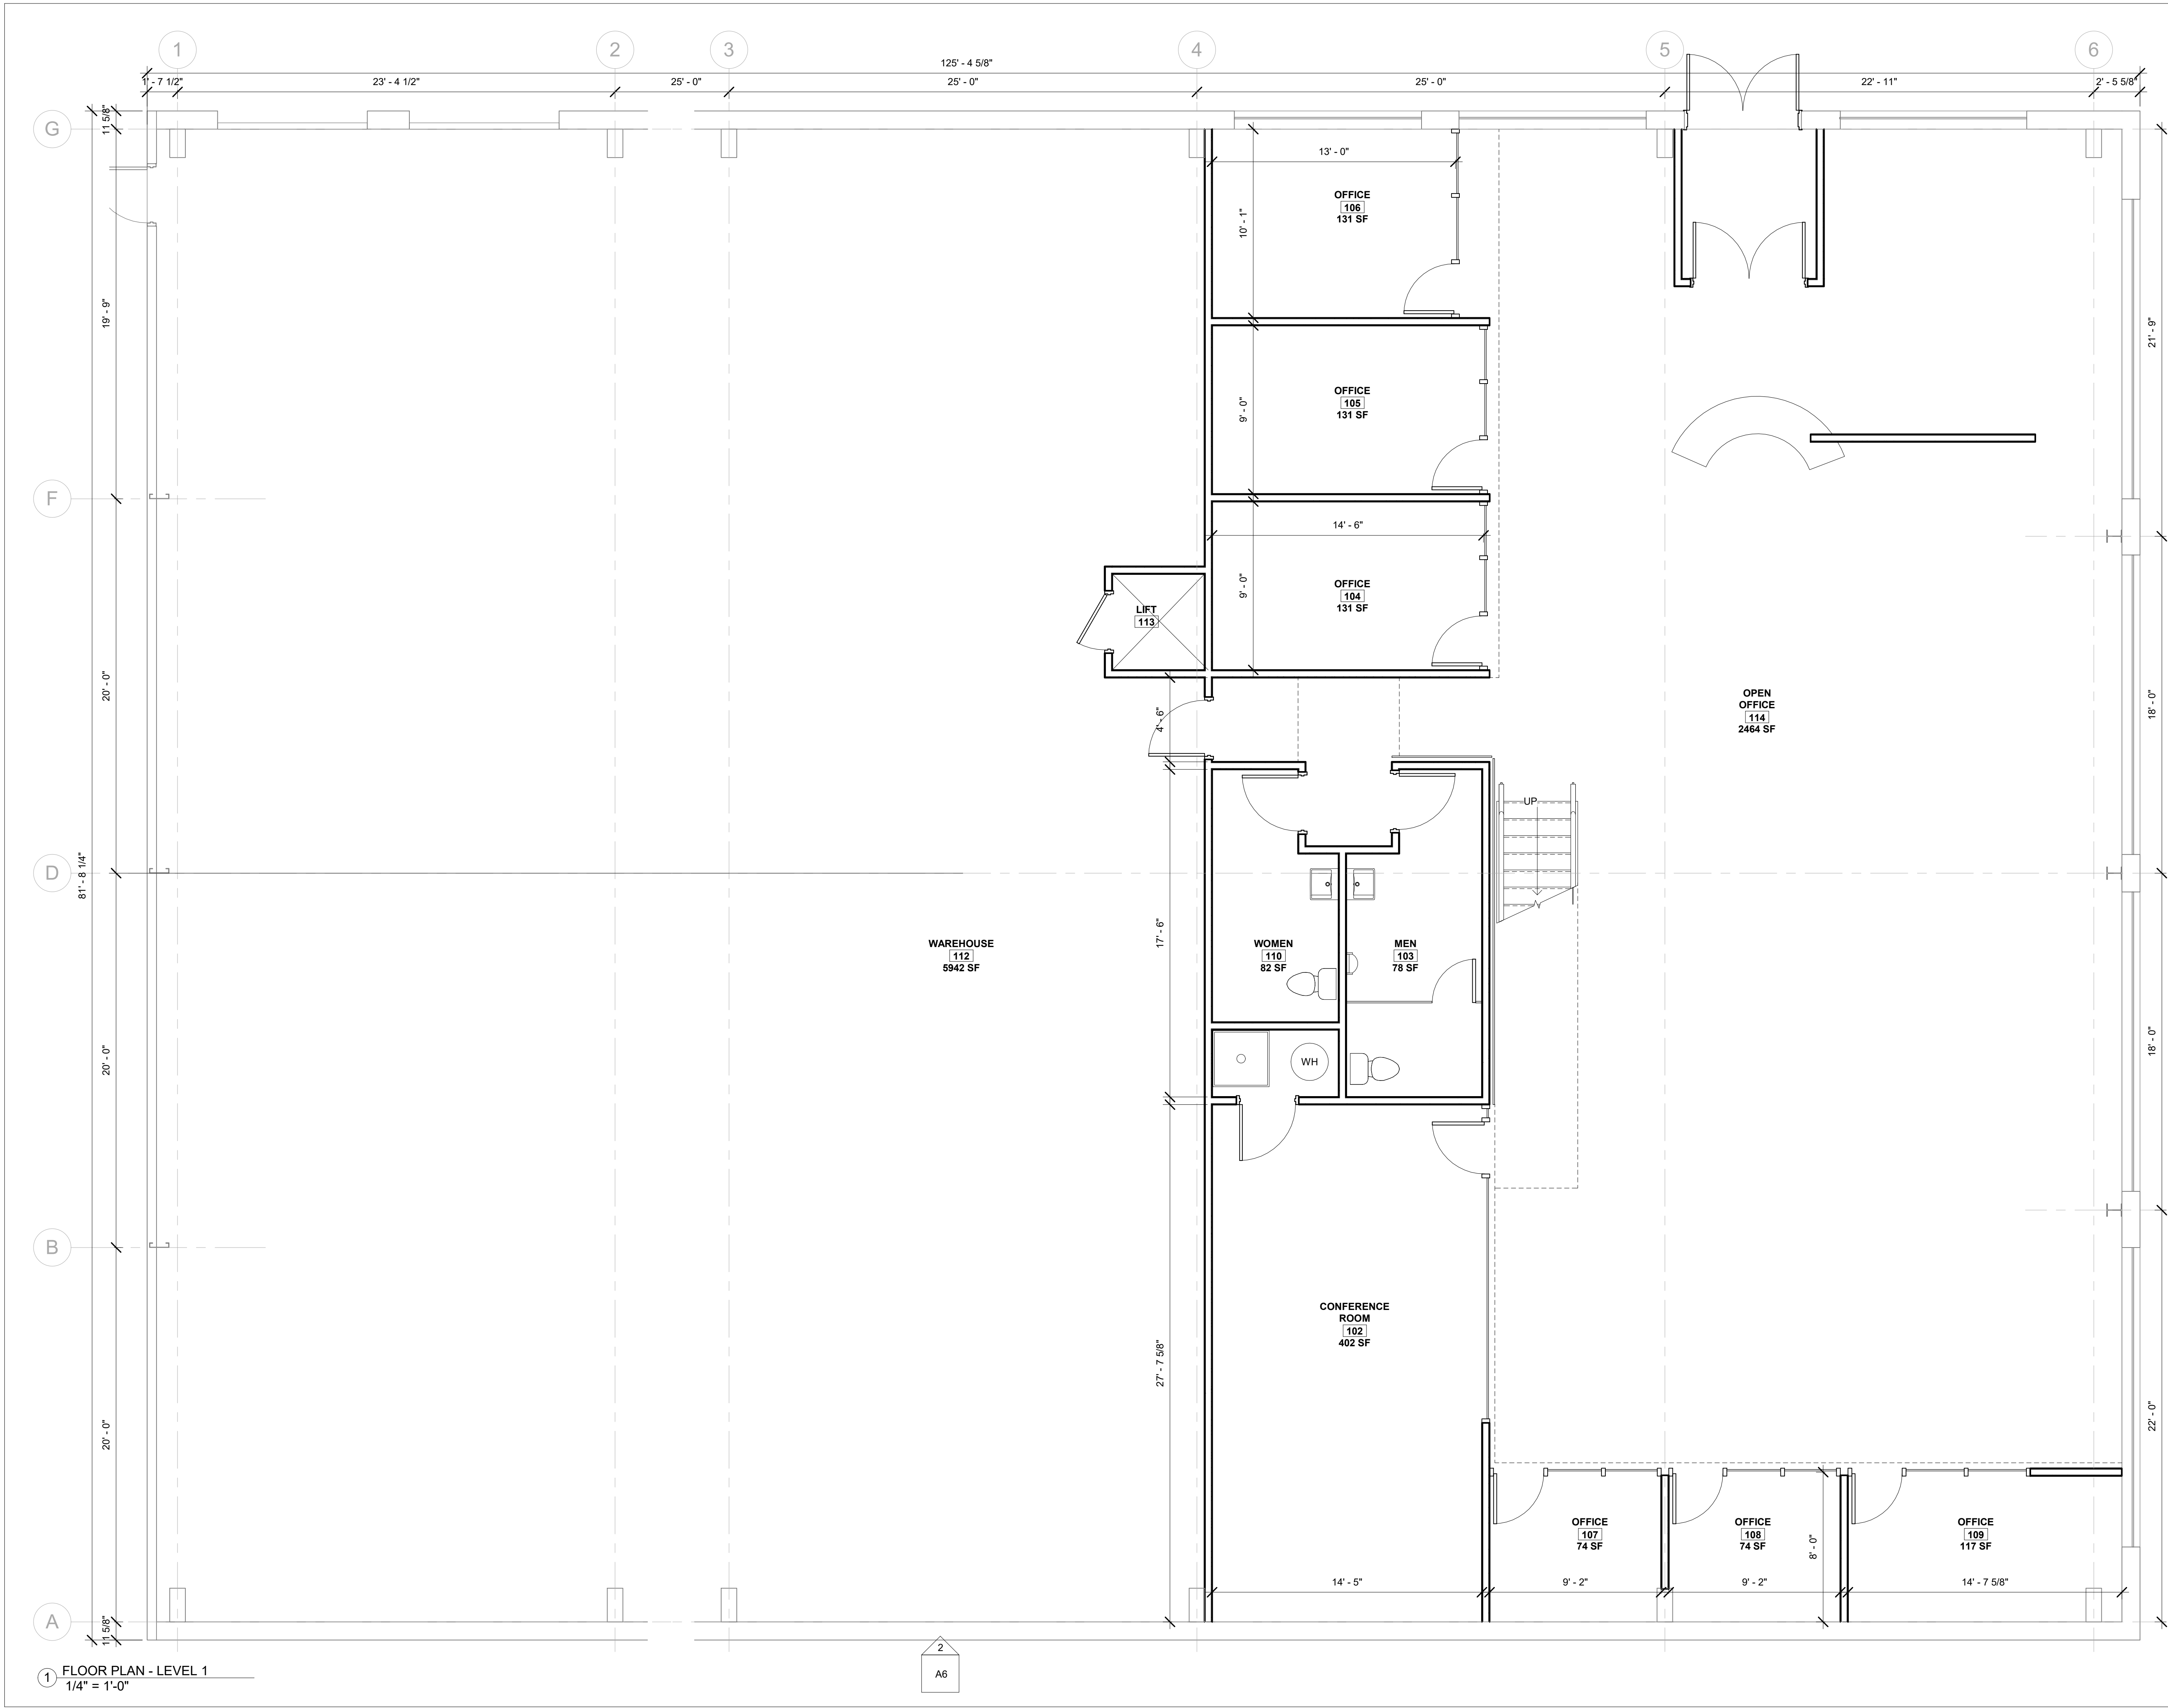 1
2
3
4
5
6
125' - 4 5/8"
1' - 7 1/2"
23' - 4 1/2"
25' - 0"
25' - 0"
25' - 0"
22' - 11"
2' - 5 5/8"
G
11 5/8"
13' - 0"
OFFICE
106
131 SF
10' - 1"
19' - 9"
21' - 9"
OFFICE
105
131 SF
9' - 0"
F
14' - 6"
OFFICE
104
131 SF
9' - 0"
LIFT
113
20' - 0"
4' - 6"
OPEN
OFFICE
114
2464 SF
18' - 0"
UP
D
81' - 8 1/4"
WAREHOUSE
112
5942 SF
17' - 6"
WOMEN
110
82 SF
MEN
103
78 SF
20' - 0"
WH
18' - 0"
B
CONFERENCE
ROOM
102
402 SF
27' - 7 5/8"
20' - 0"
22' - 0"
OFFICE
107
74 SF
OFFICE
108
74 SF
8' - 0"
OFFICE
109
117 SF
14' - 5"
9' - 2"
9' - 2"
14' - 7 5/8"
A
11 5/8"
2
A6
1
FLOOR PLAN - LEVEL 1
1/4" = 1'-0"